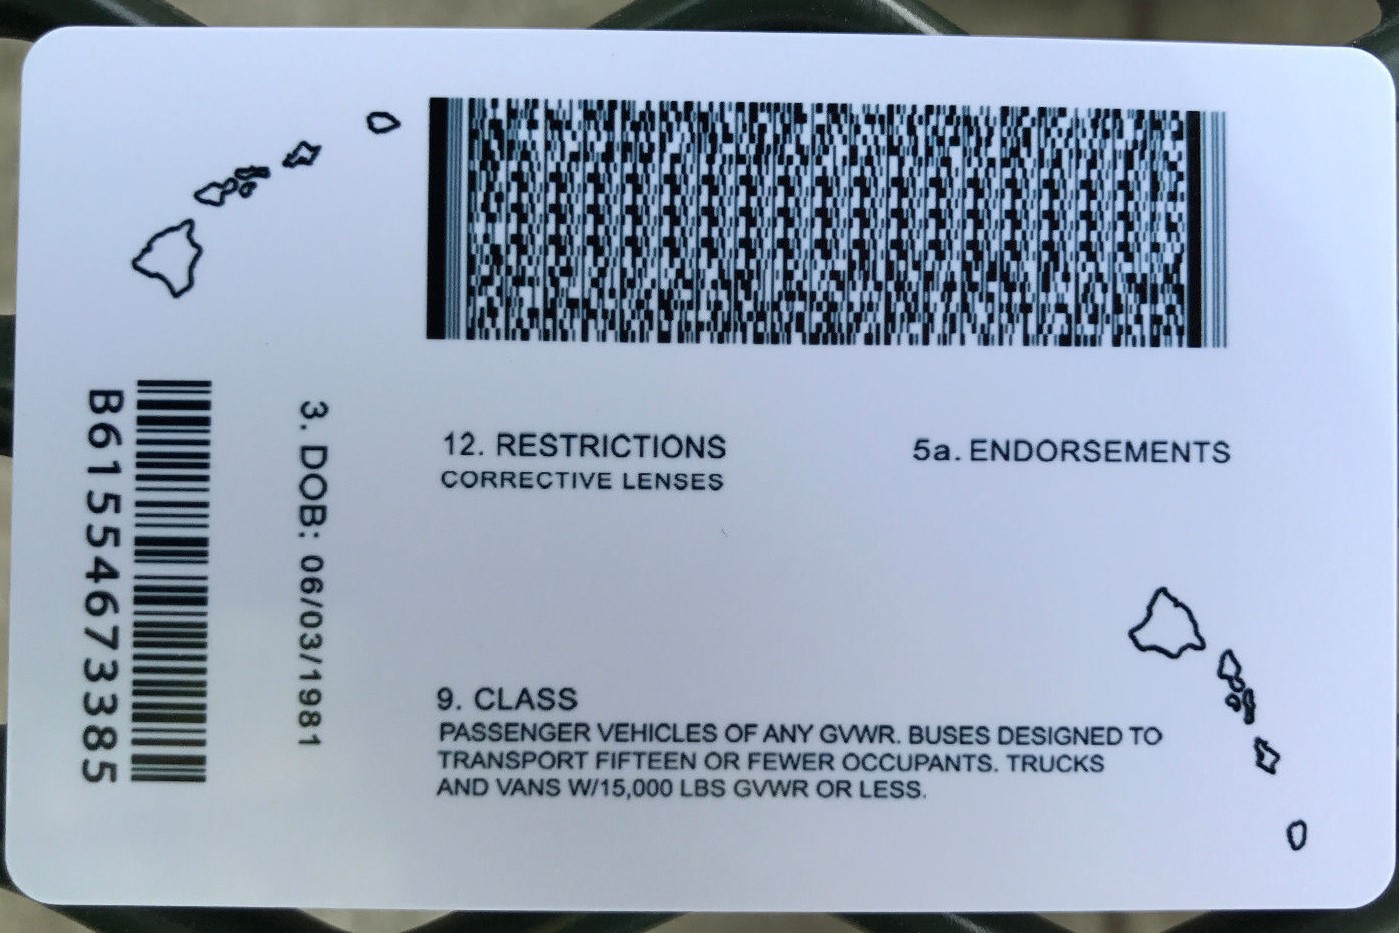 12. RESTRICTIONS
CORRECTIVE LENSES
5a. ENDORSEMENTS
9. CLASS
PASSENGER VEHICLES OF ANY GVWR. BUSES DESIGNED TO
TRANSPORT FIFTEEN OR FEWER OCCUPANTS. TRUCKS
AND VANS W/15,000 LBS GVWR OR LESS.
3. DOB: 06/03/1981
B61554673385